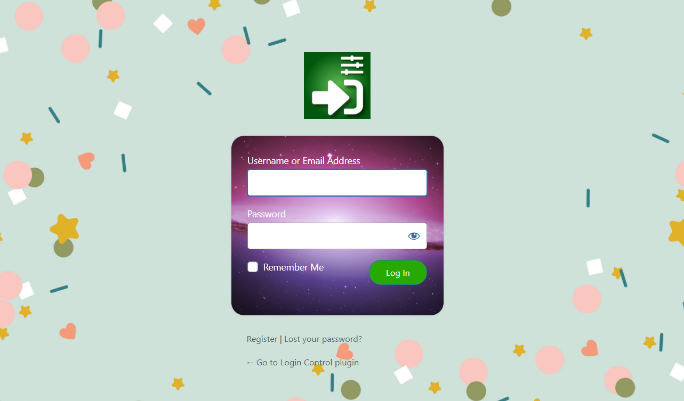 Username or Email Address
Password
Remember Me
Log In
Register | Lost your password?
← Go to Login Control plugin